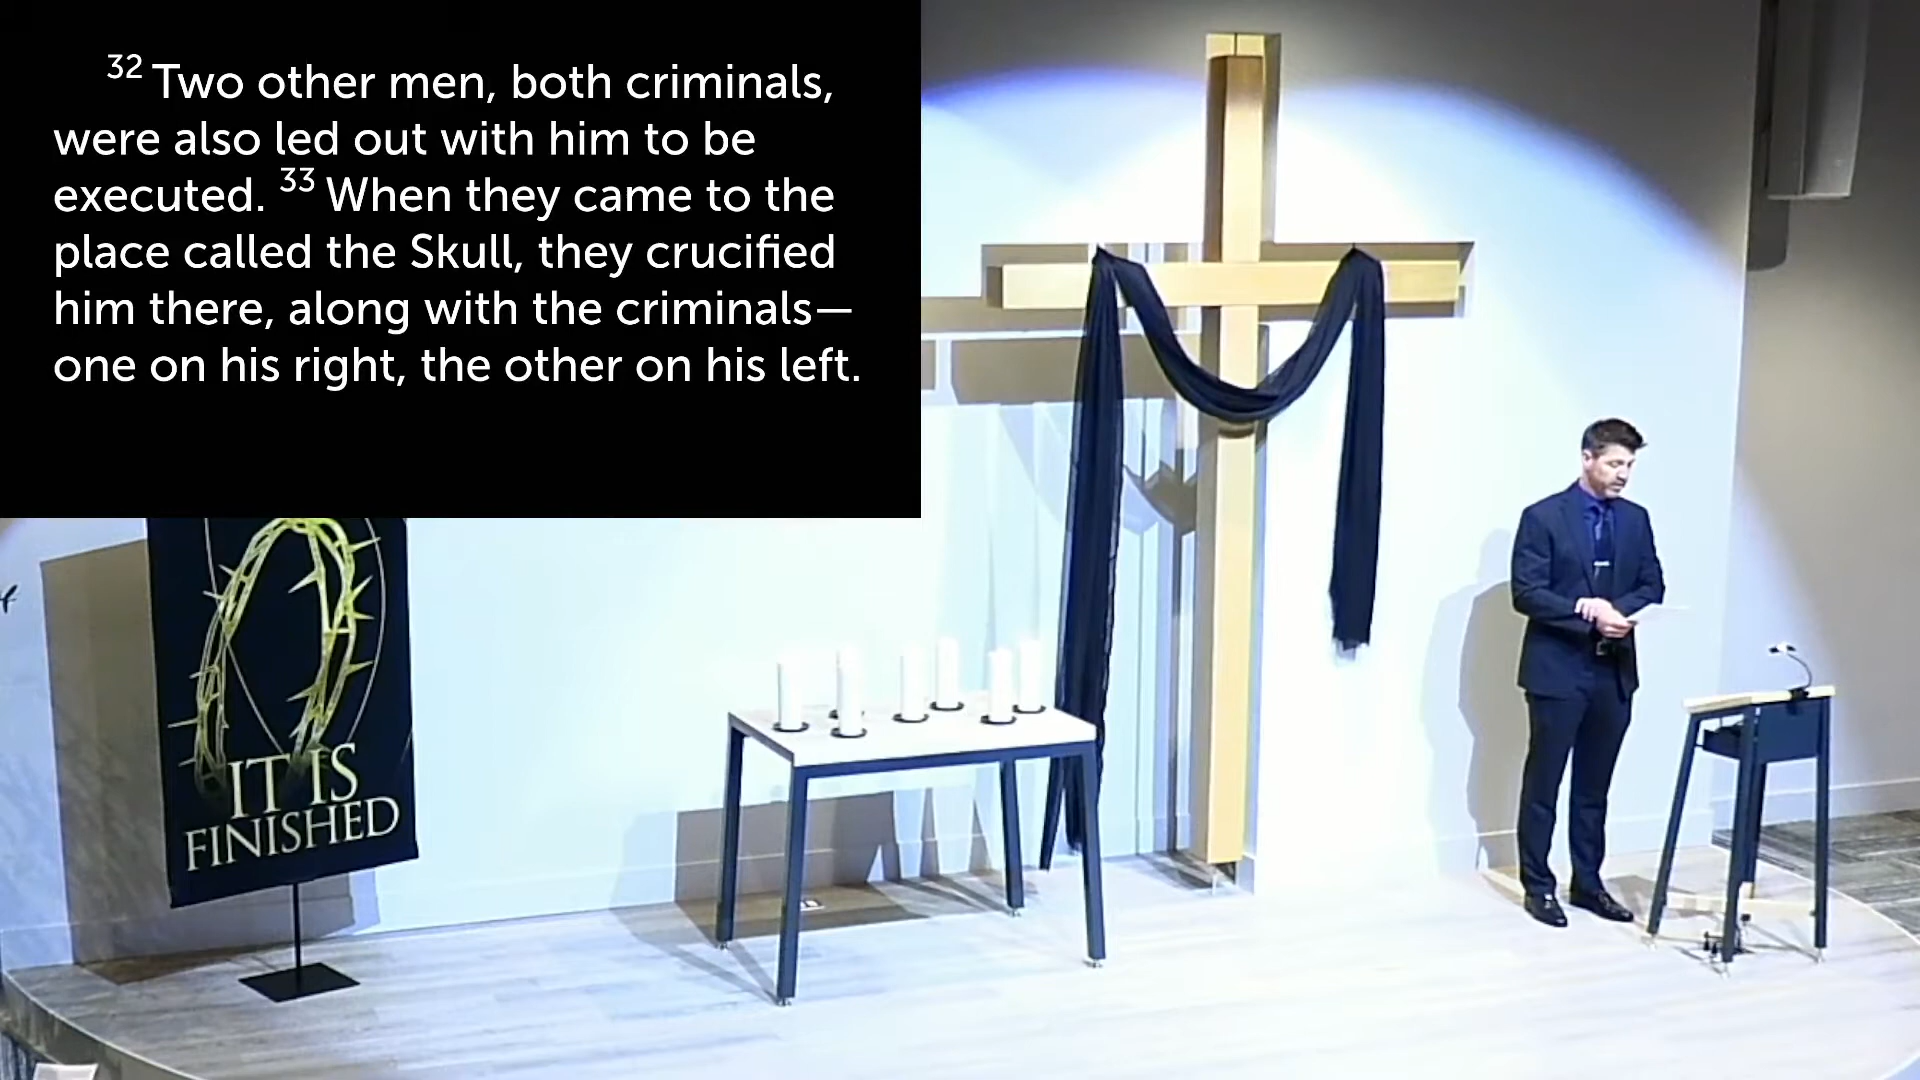 32 Two other men, both criminals,
were also led out with him to be
executed. 33 When they came to the
place called the Skull, they crucified
him there, along with the criminals—
one on his right, the other on his left.
IT IS
FINISHED